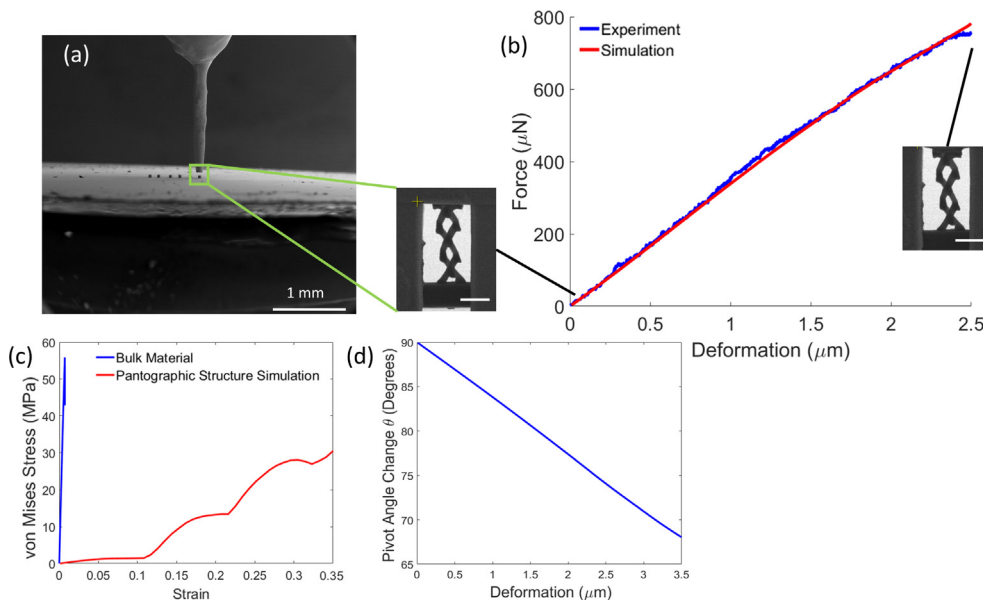 (a)
1 mm
(b)
Experiment
Simulation
Force (μN)
800
600
400
200
0
0 0.5 1 1.5 2 2.5
Deformation (μm)
(c)
Bulk Material
Pantographic Structure Simulation
von Mises Stress (MPa)
60
50
40
30
20
10
0
0 0.05 0.1 0.15 0.2 0.25 0.3 0.35
Strain
(d)
Pivot Angle Change θ (Degrees)
90
85
80
75
70
65
0 0.5 1 1.5 2 2.5 3 3.5
Deformation (μm)